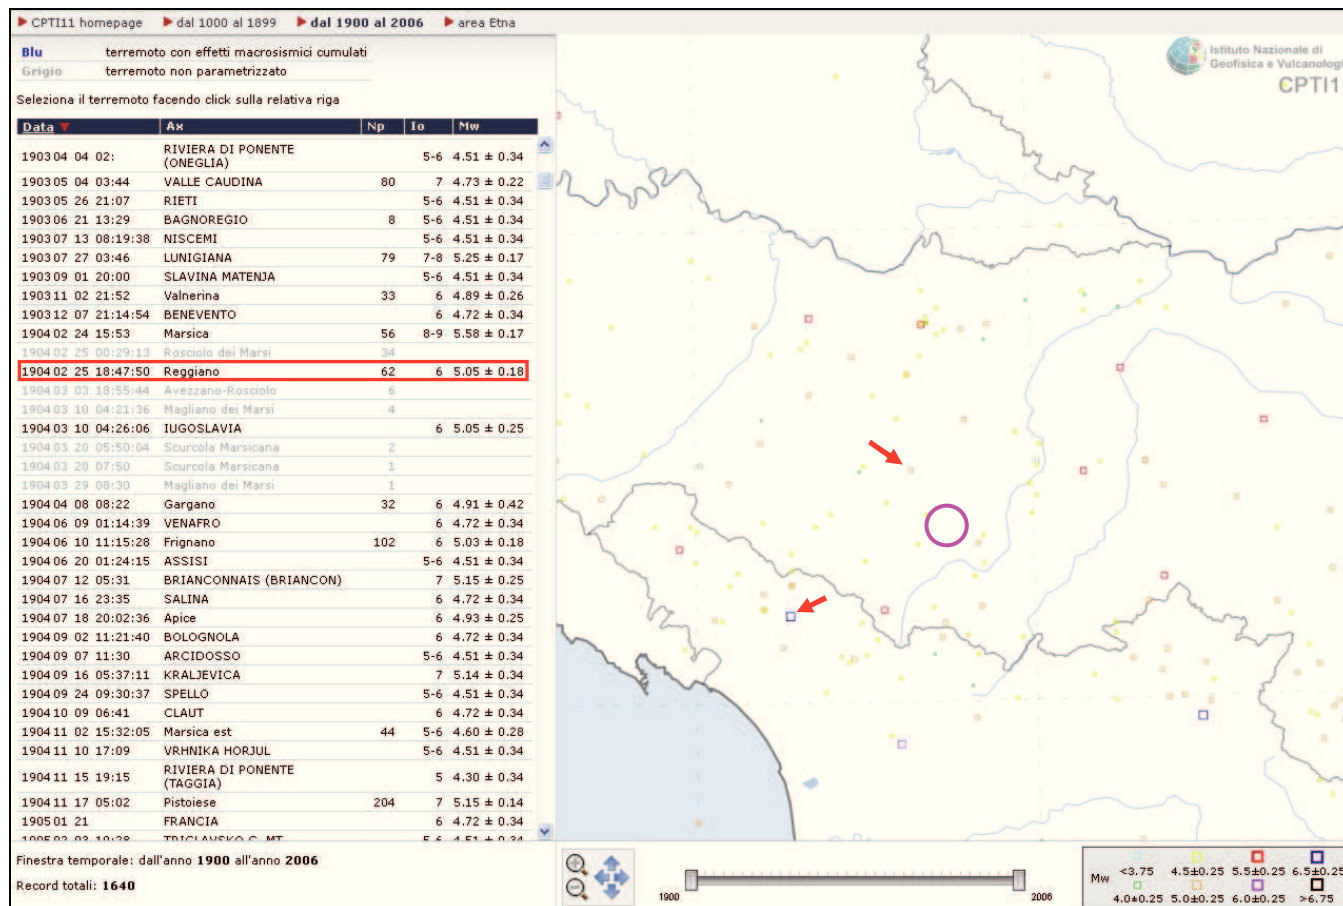 CPTI11 homepage dal 1000 al 1899 dal 1900 al 2006 area Etna
Blu terremoto con effetti macrosismici cumulati
Grigio terremoto non parametrizzato
Seleziona il terremoto facendo click sulla relativa riga
Data Ax Np Io Mw
1903 04 04 02: RIVIERA DI PONENTE (ONEGLIA) 5-6 4.51 ± 0.34
1903 05 04 03:44 VALLE CAUDINA 80 7 4.73 ± 0.22
1903 05 26 21:07 RIETI 5-6 4.51 ± 0.34
1903 06 21 13:29 BAGNOREGIO 8 5-6 4.51 ± 0.34
1903 07 13 08:19:38 NISCEMI 5-6 4.51 ± 0.34
1903 07 27 03:46 LUNIGIANA 79 7-8 5.25 ± 0.17
1903 09 01 20:00 SLAVINA MATENJA 5-6 4.51 ± 0.34
1903 11 02 21:52 Valnerina 33 6 4.89 ± 0.26
1903 12 07 21:14:54 BENEVENTO 6 4.72 ± 0.34
1904 02 24 15:53 Marsica 56 8-9 5.58 ± 0.17
1904 02 25 00:29:13 Rosciolo dei Marsi 34
1904 02 25 18:47:50 Reggiano 62 6 5.05 ± 0.18
1904 03 03 18:55:44 Avezzano-Rosciolo 6
1904 03 10 04:21:36 Magliano dei Marsi 4
1904 03 10 04:26:06 IUGOSLAVIA 6 5.05 ± 0.25
1904 03 20 05:50:04 Scurcola Marsicana 2
1904 03 20 07:50 Scurcola Marsicana 1
1904 03 29 08:30 Magliano dei Marsi 1
1904 04 08 08:22 Gargano 32 6 4.91 ± 0.42
1904 06 09 01:14:39 VENAFRO 6 4.72 ± 0.34
1904 06 10 11:15:28 Frignano 102 6 5.03 ± 0.18
1904 06 20 01:24:15 ASSISI 5-6 4.51 ± 0.34
1904 07 12 05:31 BRIANCONNAIS (BRIANCON) 7 5.15 ± 0.25
1904 07 16 23:35 SALINA 6 4.72 ± 0.34
1904 07 18 20:02:36 Apice 6 4.93 ± 0.25
1904 09 02 11:21:40 BOLOGNOLA 6 4.72 ± 0.34
1904 09 07 11:30 ARCIDOSSO 5-6 4.51 ± 0.34
1904 09 16 05:37:11 KRALJEVICA 7 5.14 ± 0.34
1904 09 24 09:30:37 SPELLO 5-6 4.51 ± 0.34
1904 10 09 06:41 CLAUT 6 4.72 ± 0.34
1904 11 02 15:32:05 Marsica est 44 5-6 4.60 ± 0.28
1904 11 10 17:09 VRHNIKA HORJUL 5-6 4.51 ± 0.34
1904 11 15 19:15 RIVIERA DI PONENTE (TAGGIA) 5 4.30 ± 0.34
1904 11 17 05:02 Pistoiese 204 7 5.15 ± 0.14
1905 01 21 FRANCIA 6 4.72 ± 0.34
Finestra temporale: dall'anno 1900 all'anno 2006
Record totali: 1640
Istituto Nazionale di
Geofisica e Vulcanologi
CPTI1
1900 2006
Mw <3.75 4.5±0.25 5.5±0.25 6.5±0.25
4.0±0.25 5.0±0.25 6.0±0.25 >6.75